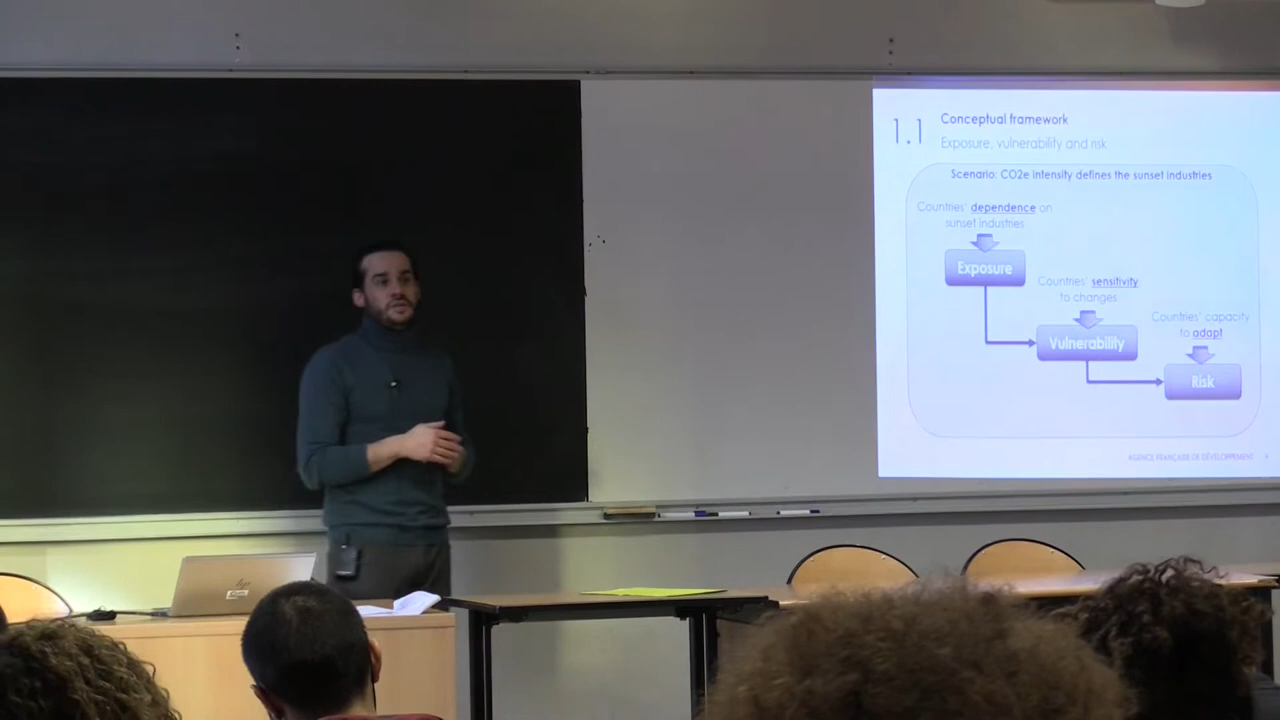 1.1
Conceptual framework
Exposure, vulnerability and risk
Scenario: CO2e intensity defines the sunset industries
Countries' dependence on
sunset industries
Exposure
Countries' sensitivity
to changes
Vulnerability
Countries' capacity
to adapt
Risk
AGENCE FRANÇAISE DE DÉVELOPPEMENT
hp